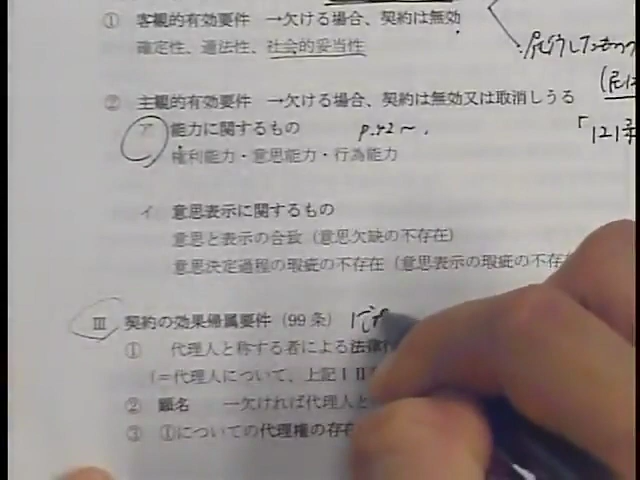 ① 客観的有効要件 →欠ける場合、契約は無効
確定性、適法性、社会的妥当性
② 主観的有効要件 →欠ける場合、契約は無効又は取消しうる
ア 能力に関するもの p.42～.
権利能力・意思能力・行為能力
「121条
イ 意思表示に関するもの
意思と表示の合致（意思欠缺の不存在）
意思決定過程の瑕疵の不存在（意思表示の瑕疵の不存在
Ⅲ 契約の効果帰属要件（99条）
① 代理人と称する者による法律行
（＝代理人について、上記ⅠⅡ
② 顕名 →欠ければ代理人と
③ ①についての代理権の存在